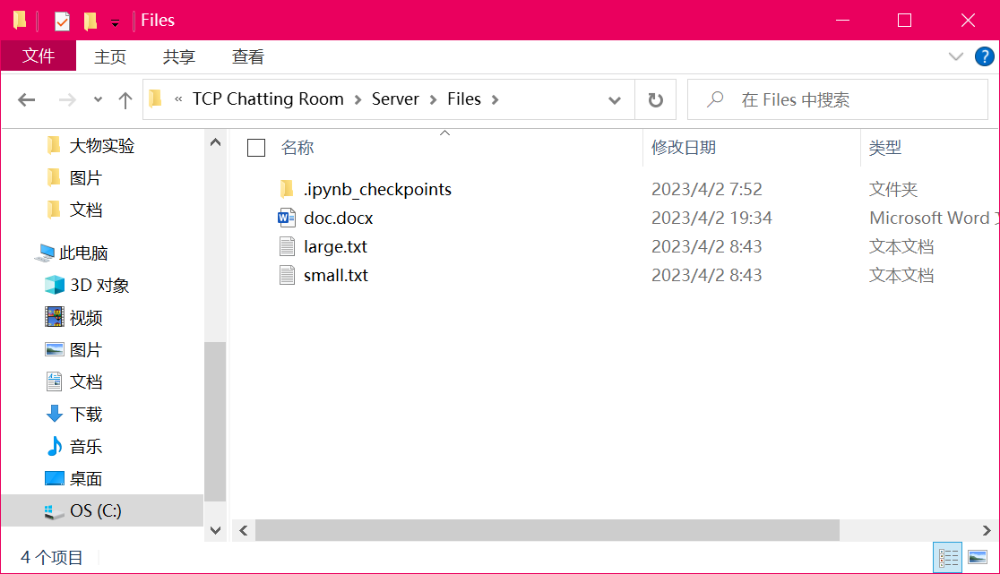 Files
文件 主页 共享 查看
« TCP Chatting Room > Server > Files > 在 Files 中搜索
大物实验
图片
文档
此电脑
3D 对象
视频
图片
文档
下载
音乐
桌面
OS (C:)
名称 修改日期 类型
.ipynb_checkpoints 2023/4/2 7:52 文件夹
doc.docx 2023/4/2 19:34 Microsoft Word
large.txt 2023/4/2 8:43 文本文档
small.txt 2023/4/2 8:43 文本文档
4 个项目